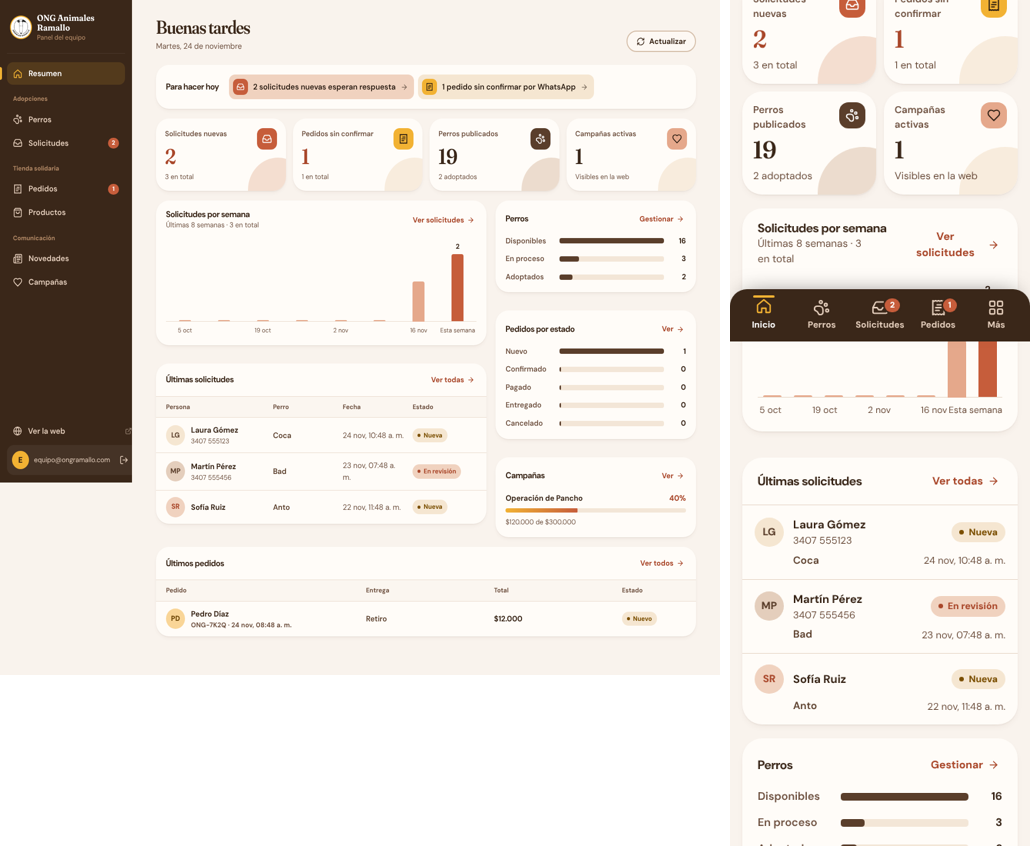 ONG Animales
Ramallo
Panel del equipo
Resumen
Adopciones
Perros
Solicitudes 2
Tienda solidaria
Pedidos 1
Productos
Comunicación
Novedades
Campañas
Ver la web
E equipo@ongramallo.com
Buenas tardes
Martes, 24 de noviembre
Actualizar
Para hacer hoy 2 solicitudes nuevas esperan respuesta → 1 pedido sin confirmar por WhatsApp →
Solicitudes nuevas
2
3 en total
Pedidos sin confirmar
1
1 en total
Perros publicados
19
2 adoptados
Campañas activas
1
Visibles en la web
Solicitudes por semana
Últimas 8 semanas · 3 en total
Ver solicitudes →
2
5 oct 19 oct 2 nov 16 nov Esta semana
Perros Gestionar →
Disponibles 16
En proceso 3
Adoptados 2
Pedidos por estado Ver →
Nuevo 1
Confirmado 0
Pagado 0
Entregado 0
Cancelado 0
Últimas solicitudes Ver todas →
Persona Perro Fecha Estado
LG Laura Gómez
3407 555123
Coca 24 nov, 10:48 a. m. Nueva
MP Martín Pérez
3407 555456
Bad 23 nov, 07:48 a.
m.
En revisión
SR Sofía Ruiz Anto 22 nov, 11:48 a. m. Nueva
Campañas Ver →
Operación de Pancho 40%
$120.000 de $300.000
Últimos pedidos Ver todos →
Pedido Entrega Total Estado
PD Pedro Díaz
ONG-7K2Q · 24 nov, 08:48 a. m.
Retiro $12.000 Nuevo
nuevas
2
3 en total
confirmar
1
1 en total
Perros
publicados
19
2 adoptados
Campañas
activas
1
Visibles en la web
Solicitudes por semana
Últimas 8 semanas · 3
en total
Ver
solicitudes →
Inicio
Perros
Solicitudes 2
Pedidos 1
Más
5 oct 19 oct 2 nov 16 nov Esta semana
Últimas solicitudes Ver todas →
LG Laura Gómez
3407 555123
Nueva
Coca 24 nov, 10:48 a. m.
MP Martín Pérez
3407 555456
En revisión
Bad 23 nov, 07:48 a. m.
SR Sofía Ruiz Nueva
Anto 22 nov, 11:48 a. m.
Perros Gestionar →
Disponibles 16
En proceso 3